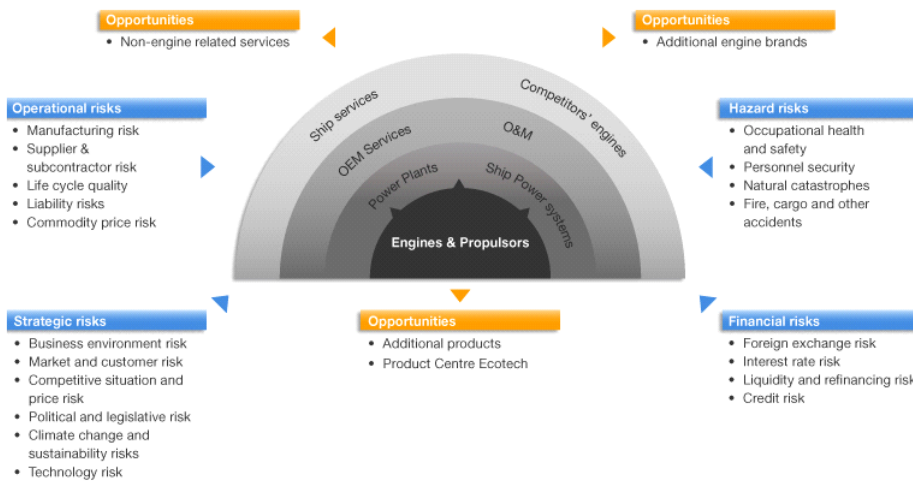 Opportunities
• Non-engine related services
Opportunities
• Additional engine brands
Operational risks
• Manufacturing risk
• Supplier &
subcontractor risk
• Life cycle quality
• Liability risks
• Commodity price risk
Ship services
Competitors' engines
OEM Services
O&M
Power Plants
Ship Power systems
Engines & Propulsors
Hazard risks
• Occupational health
and safety
• Personnel security
• Natural catastrophes
• Fire, cargo and other
accidents
Strategic risks
• Business environment risk
• Market and customer risk
• Competitive situation and
price risk
• Political and legislative risk
• Climate change and
sustainability risks
• Technology risk
Opportunities
• Additional products
• Product Centre Ecotech
Financial risks
• Foreign exchange risk
• Interest rate risk
• Liquidity and refinancing risk
• Credit risk